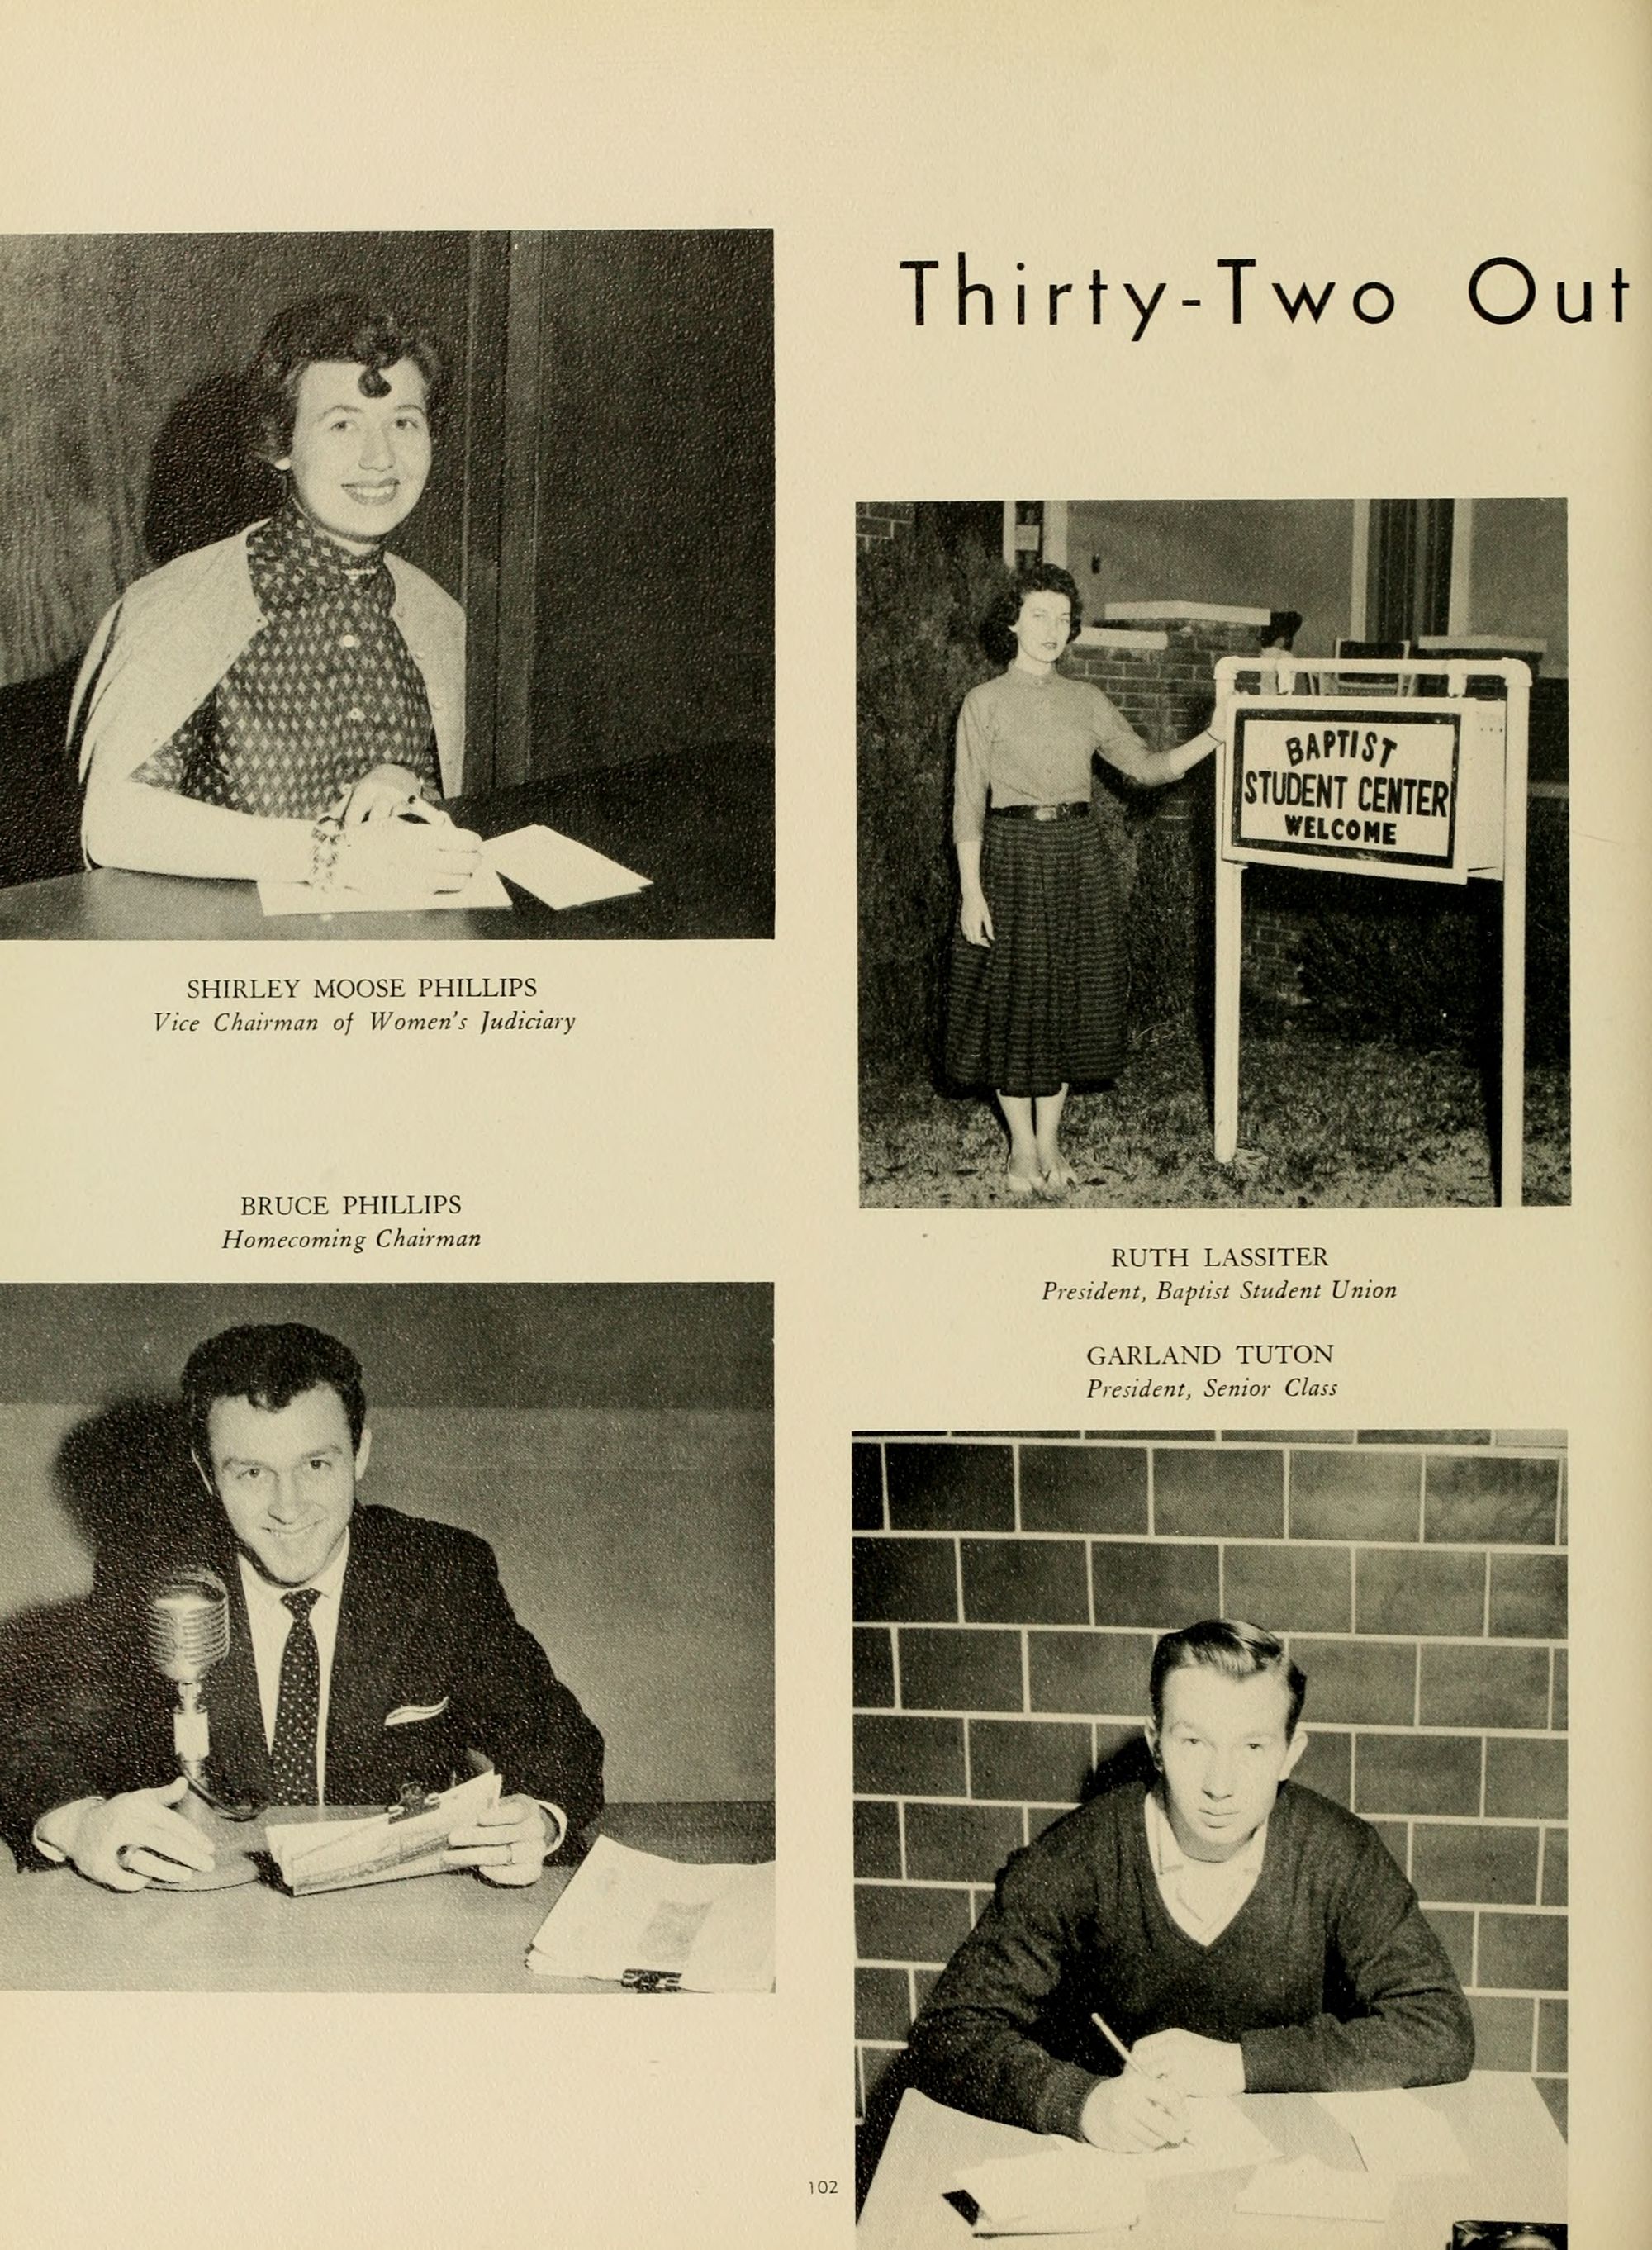 Thirty-Two Out
SHIRLEY MOOSE PHILLIPS
Vice Chairman of Women's Judiciary
BRUCE PHILLIPS
Homecoming Chairman
BAPTIST
STUDENT CENTER
WELCOME
RUTH LASSITER
President, Baptist Student Union
GARLAND TUTON
President, Senior Class
102